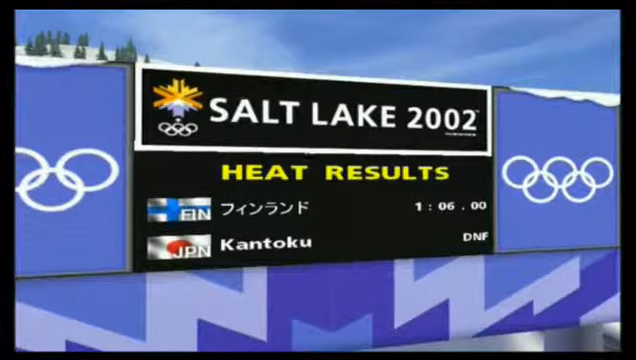 SALT LAKE 2002
HEAT RESULTS
FIN フィンランド 1:06.00
JPN Kantoku DNF